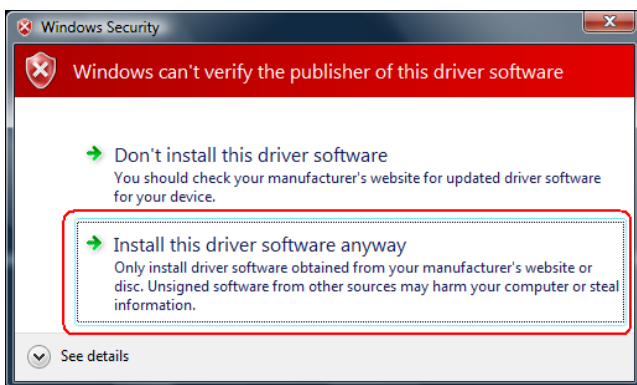 Windows Security
Windows can't verify the publisher of this driver software
Don't install this driver software
You should check your manufacturer's website for updated driver software
for your device.
Install this driver software anyway
Only install driver software obtained from your manufacturer's website or
disc. Unsigned software from other sources may harm your computer or steal
information.
See details